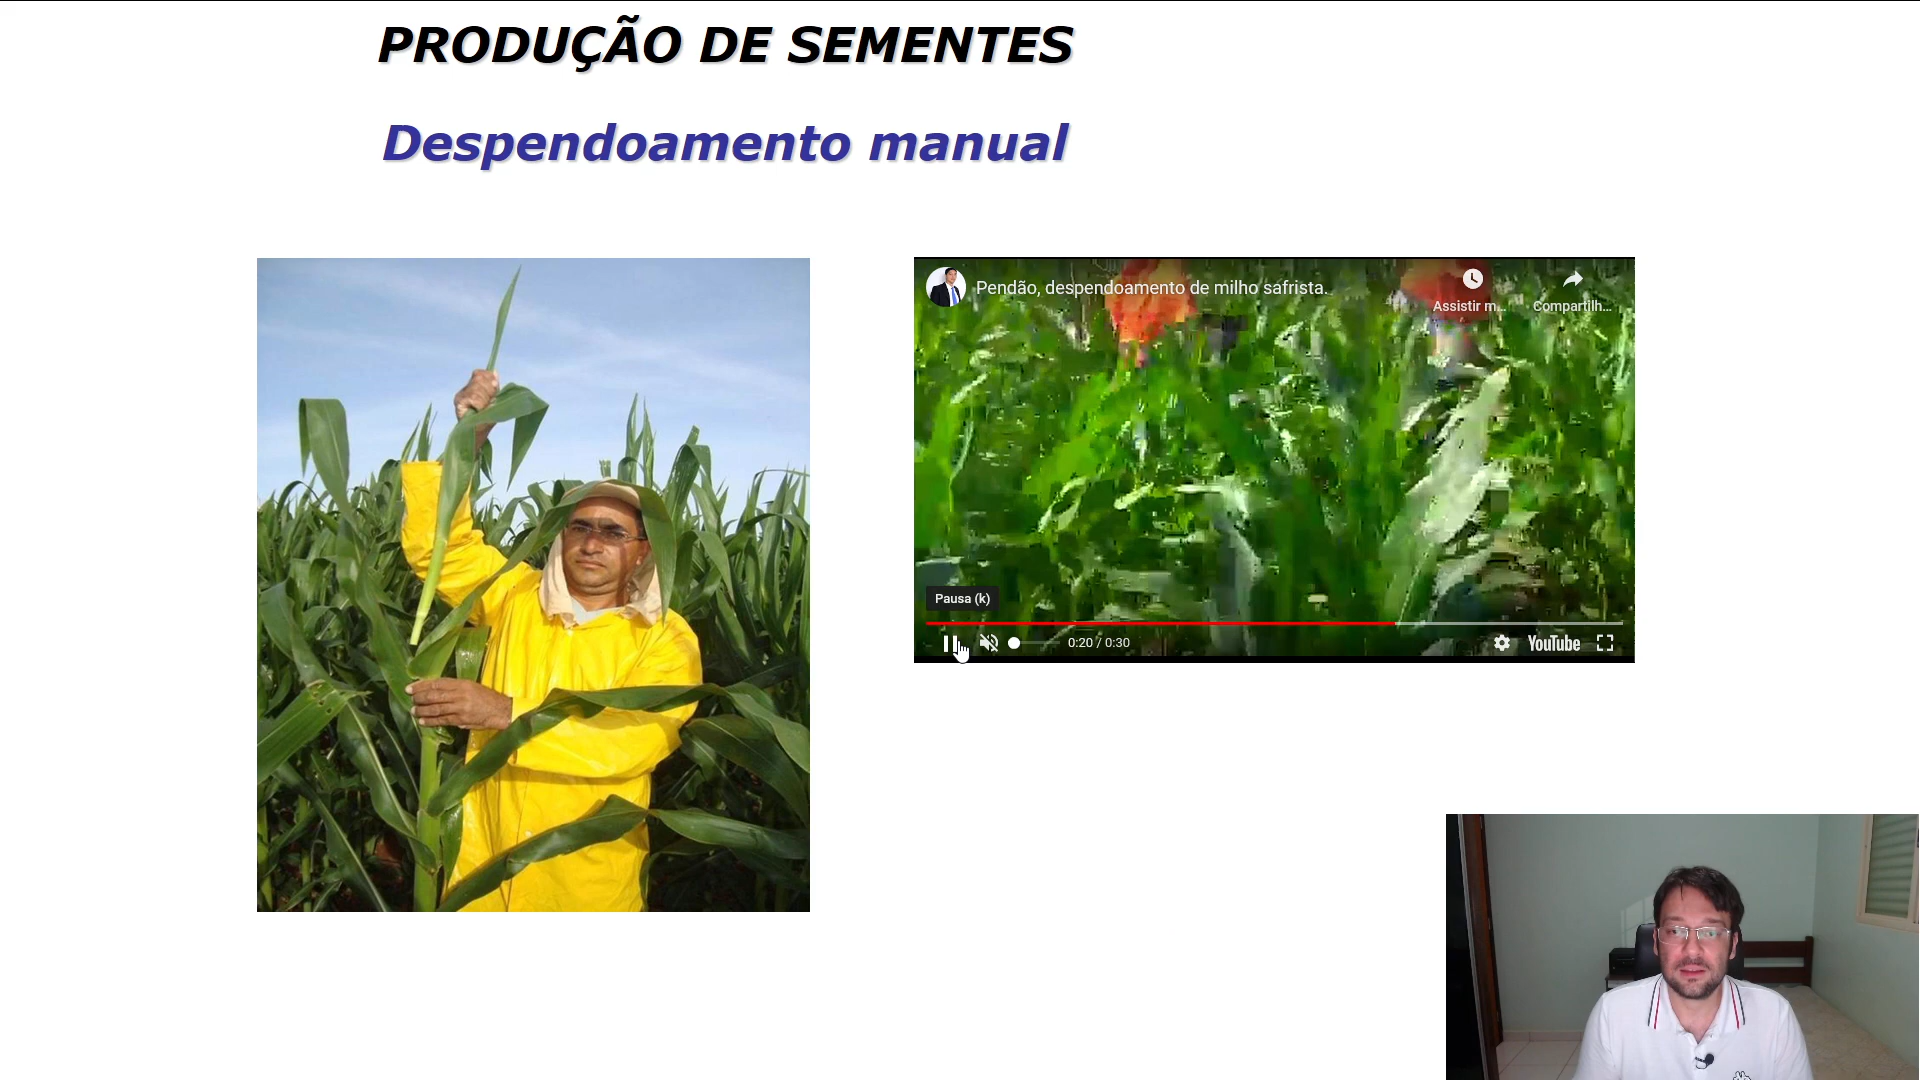 PRODUÇÃO DE SEMENTES
Despendoamento manual
Pendão, despendoamento de milho safrista.
Assistir m...
Compartilh...
Pausa (k)
0:20 / 0:30
YouTube